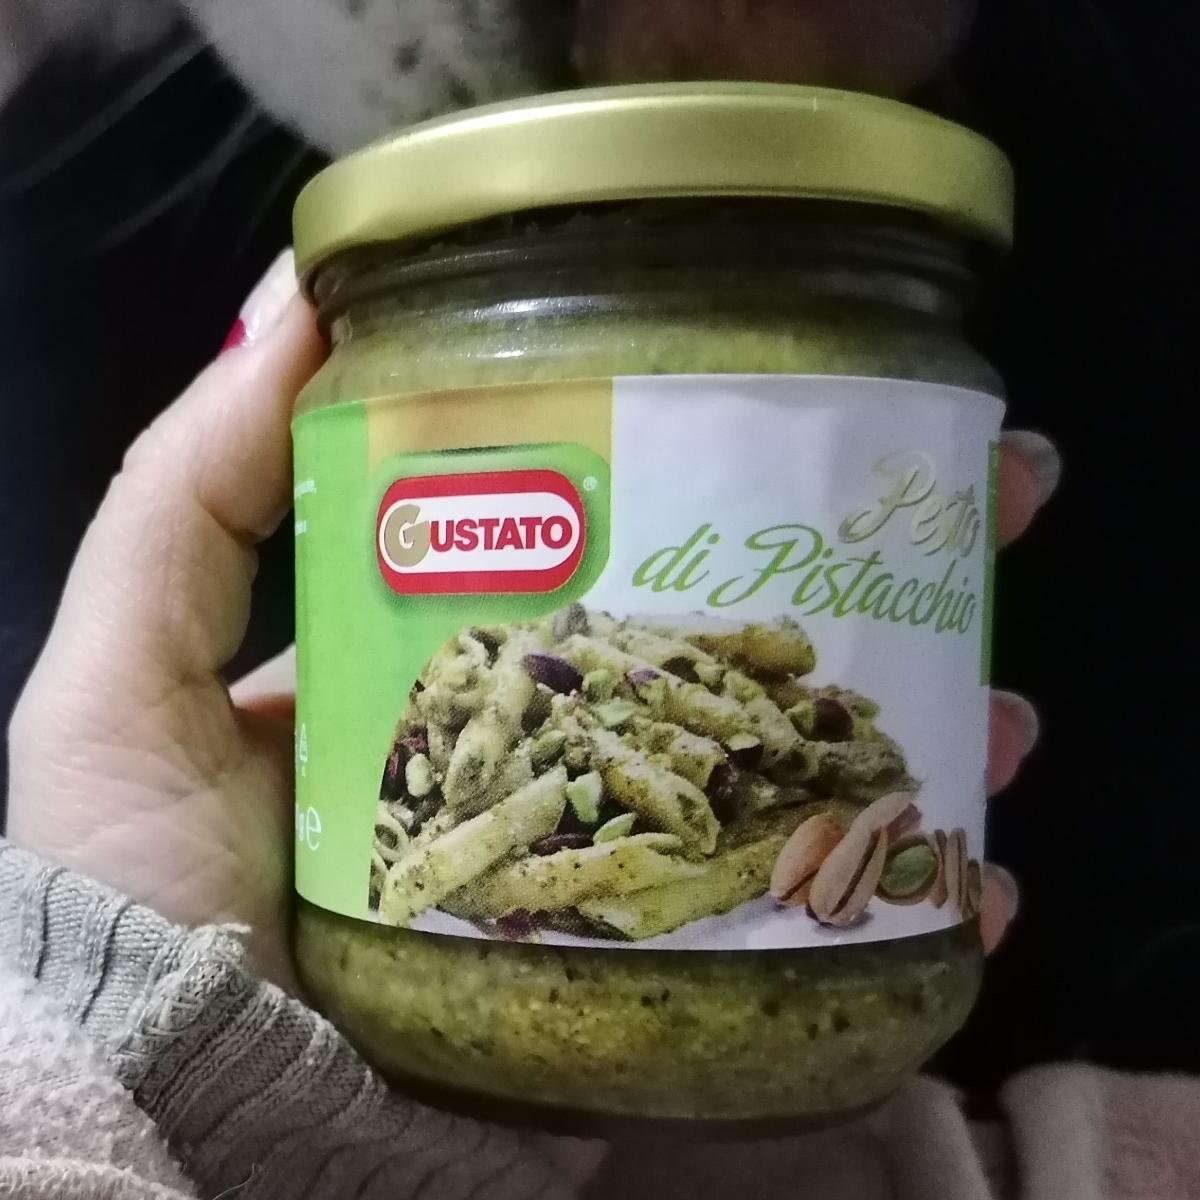 GUSTATO
®
Pesto
di Pistacchio
g e